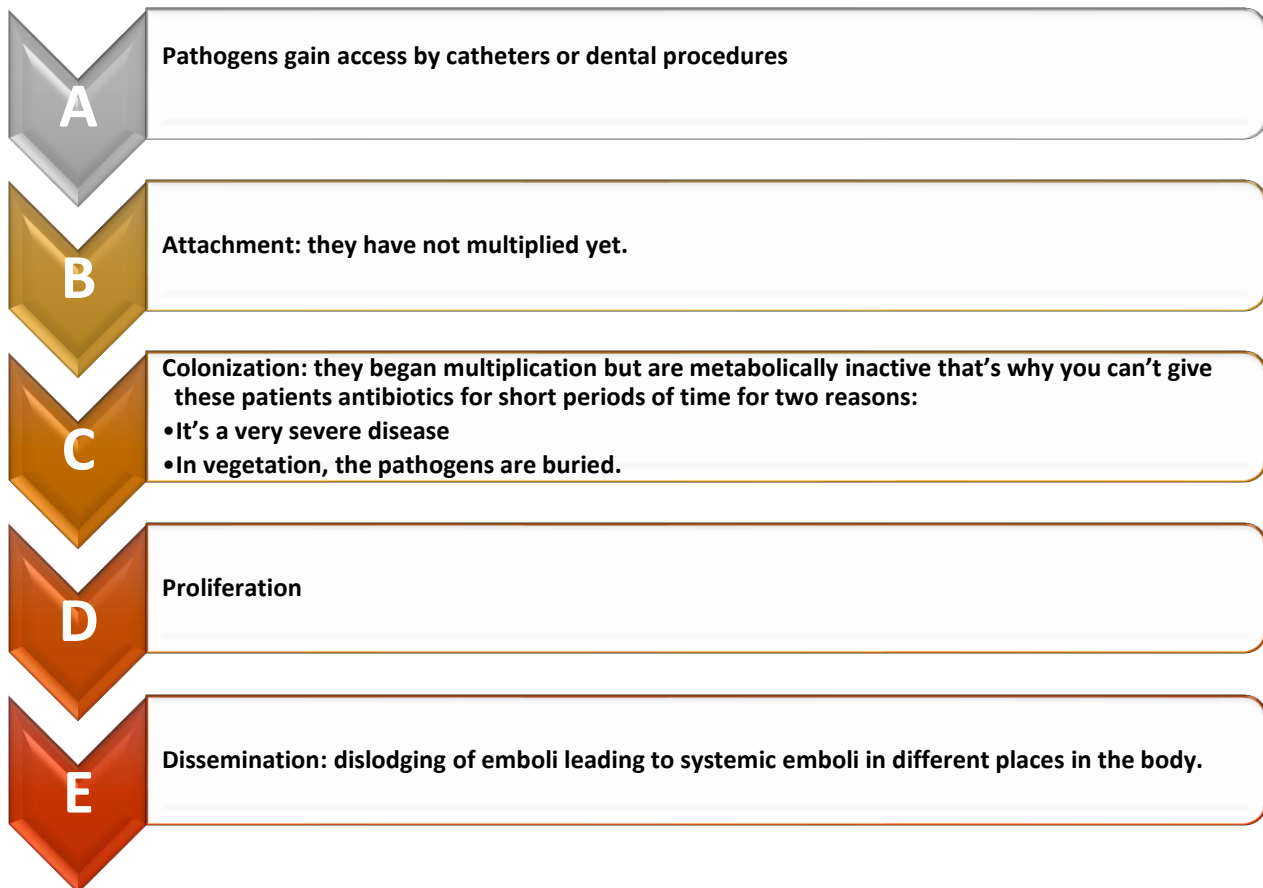 A
Pathogens gain access by catheters or dental procedures
B
Attachment: they have not multiplied yet.
C
Colonization: they began multiplication but are metabolically inactive that’s why you can’t give
these patients antibiotics for short periods of time for two reasons:
•It’s a very severe disease
•In vegetation, the pathogens are buried.
D
Proliferation
E
Dissemination: dislodging of emboli leading to systemic emboli in different places in the body.